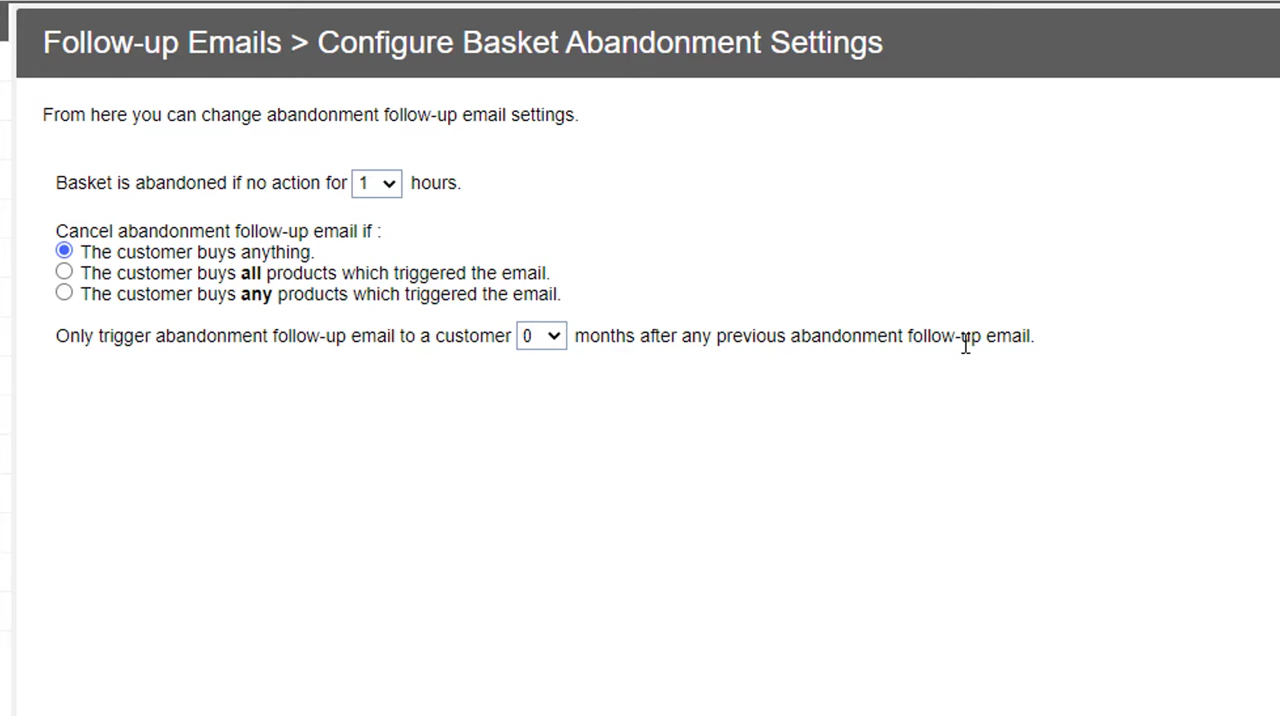 Follow-up Emails > Configure Basket Abandonment Settings
From here you can change abandonment follow-up email settings.
Basket is abandoned if no action for 1 hours.
Cancel abandonment follow-up email if :
The customer buys anything.
The customer buys all products which triggered the email.
The customer buys any products which triggered the email.
Only trigger abandonment follow-up email to a customer 0 months after any previous abandonment follow-up email.